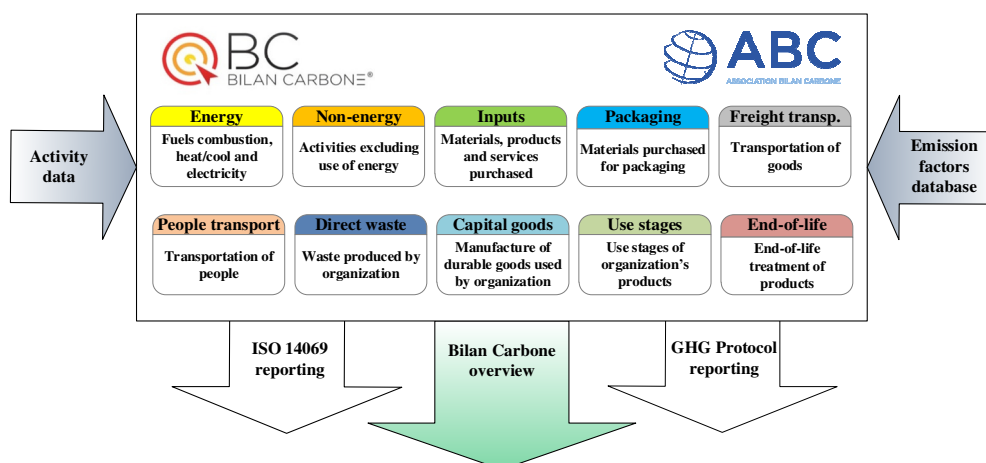 BC
BILAN CARBONE®
ABC
ASSOCIATION BILAN CARBONE
Activity
data
Energy
Fuels combustion,
heat/cool and
electricity
Non-energy
Activities excluding
use of energy
Inputs
Materials, products
and services
purchased
Packaging
Materials purchased
for packaging
Freight transp.
Transportation of
goods
Emission
factors
database
People transport
Transportation of
people
Direct waste
Waste produced by
organization
Capital goods
Manufacture of
durable goods used
by organization
Use stages
Use stages of
organization's
products
End-of-life
End-of-life
treatment of
products
ISO 14069
reporting
Bilan Carbone
overview
GHG Protocol
reporting